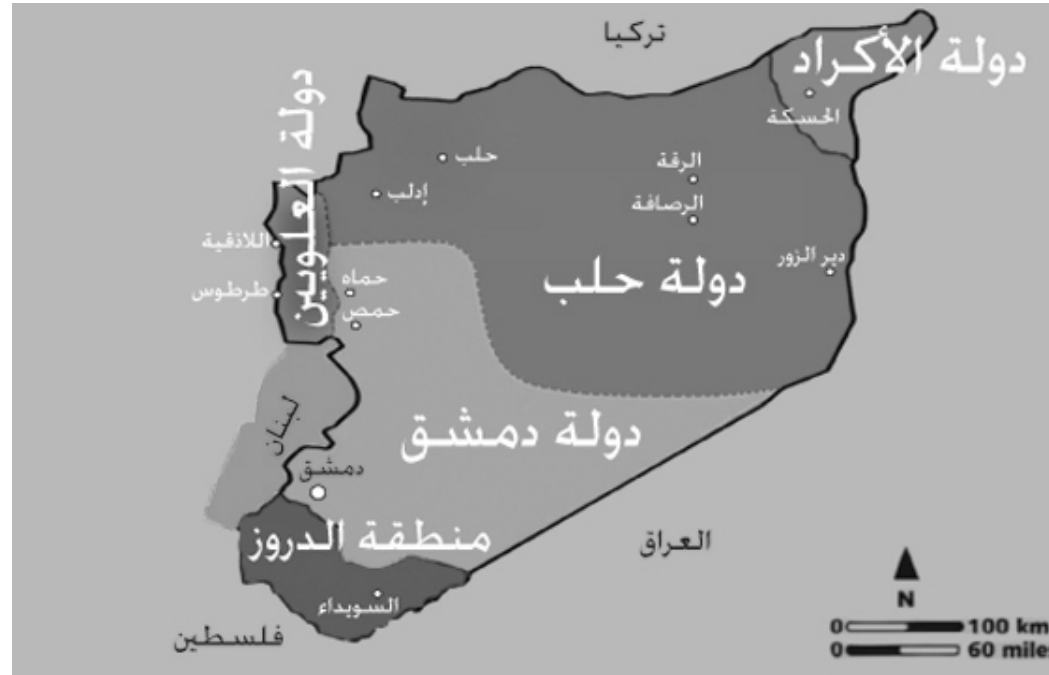 تركيا
دولة الأكراد
الحسكة
دولة العلويين
حلب
الرقة
إدلب
الرصافة
اللاذقية
دير الزور
دولة حلب
حماه
طرطوس
حمص
لبنان
دولة دمشق
دمشق
منطقة الدروز
العراق
السويداء
فلسطين
N
0 100 km
0 60 miles